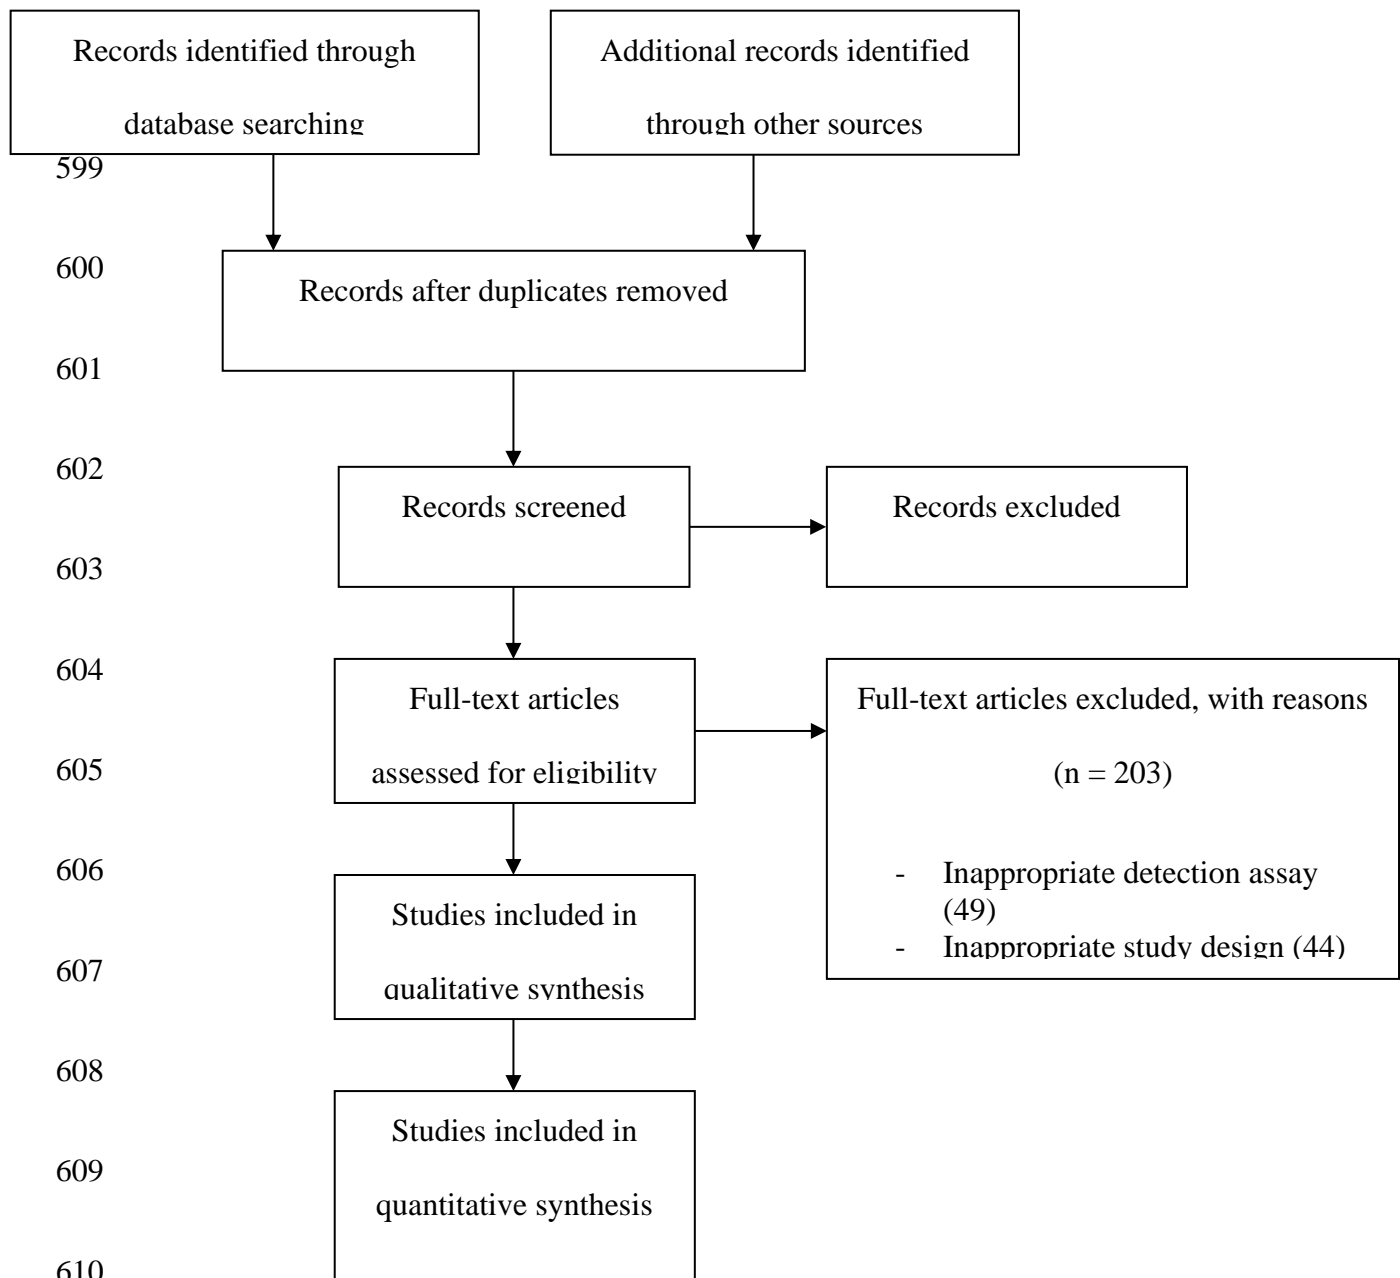 Records identified through
database searching
Additional records identified
through other sources
599
600
Records after duplicates removed
601
602
Records screened
Records excluded
603
604
Full-text articles
assessed for eligibility
Full-text articles excluded, with reasons
(n = 203)
- Inappropriate detection assay
(49)
- Inappropriate study design (44)
605
606
Studies included in
qualitative synthesis
607
608
Studies included in
quantitative synthesis
609
610